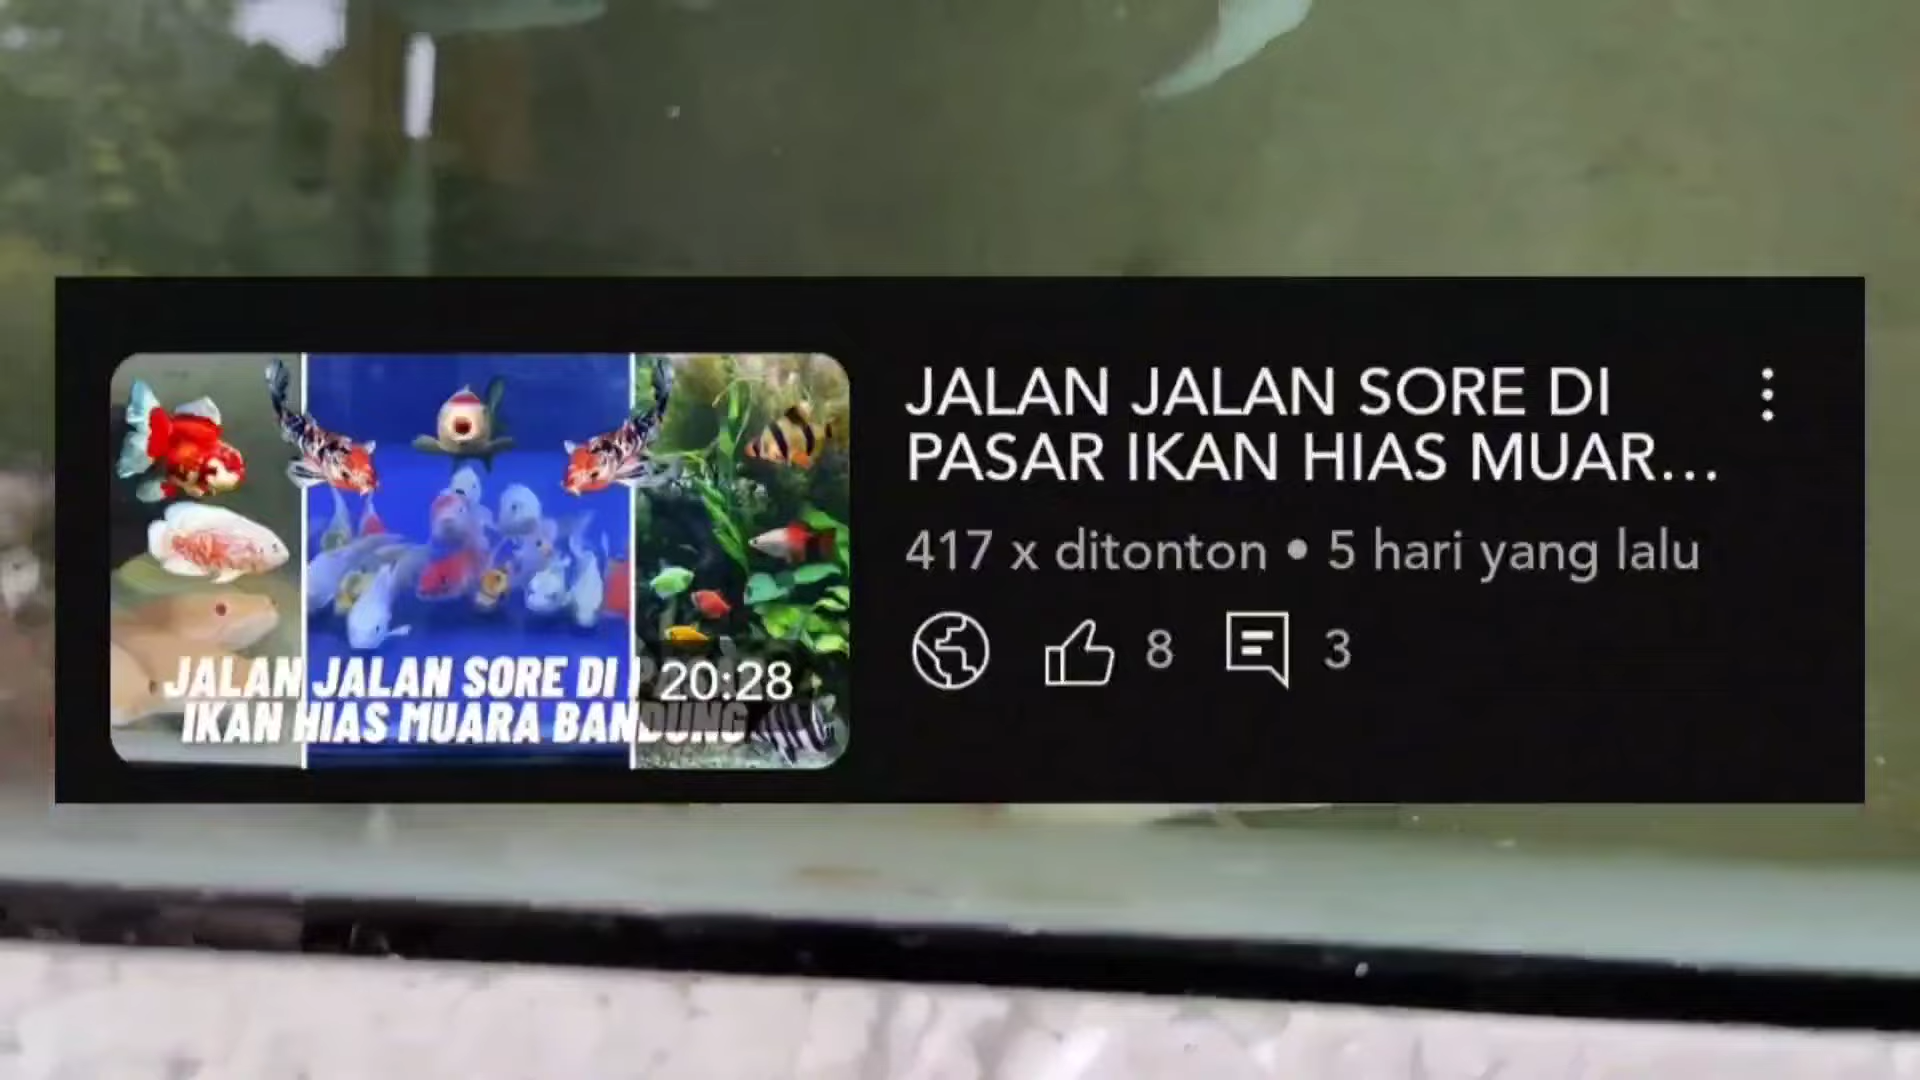 JALAN JALAN SORE DI
IKAN HIAS MUARA BANDUNG
20:28
JALAN JALAN SORE DI
PASAR IKAN HIAS MUAR...
417 x ditonton • 5 hari yang lalu
8
3